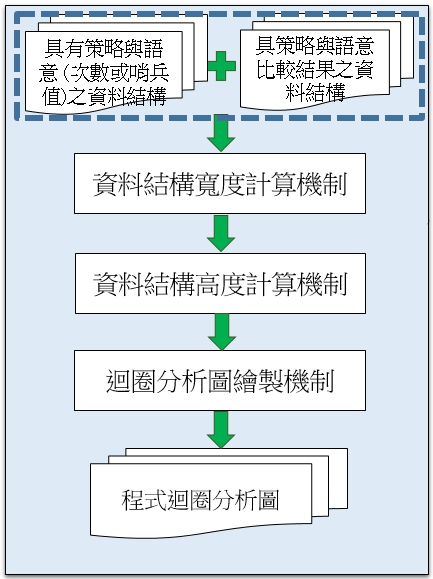 具有策略與語
意(次數或哨兵
值)之資料結構
具策略與語意
比較結果之資
料結構
資料結構寬度計算機制
資料結構高度計算機制
迴圈分析圖繪製機制
程式迴圈分析圖